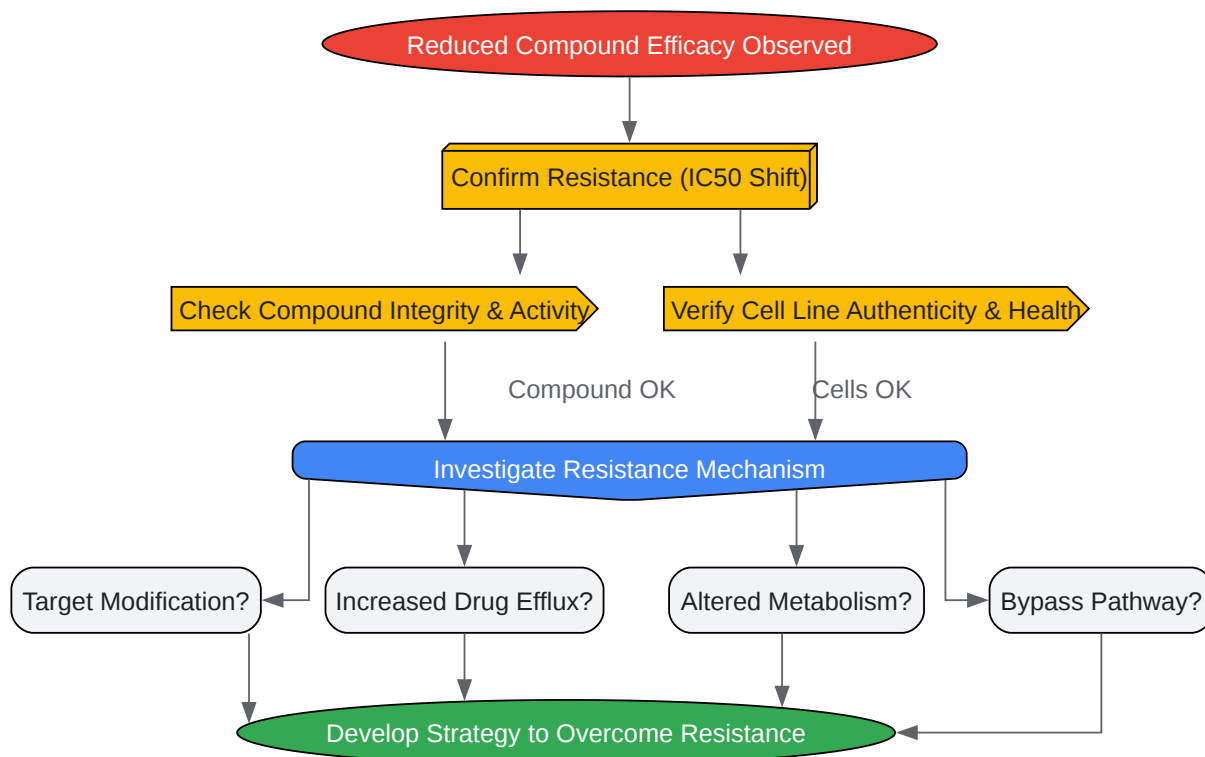 Reduced Compound Efficacy Observed
Confirm Resistance (IC50 Shift)
Check Compound Integrity & Activity
Verify Cell Line Authenticity & Health
Compound OK
Cells OK
Investigate Resistance Mechanism
Target Modification?
Increased Drug Efflux?
Altered Metabolism?
Bypass Pathway?
Develop Strategy to Overcome Resistance